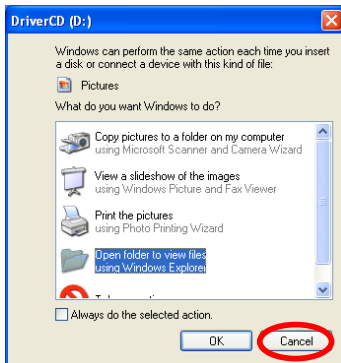 DriverCD (D:)
Windows can perform the same action each time you insert
a disk or connect a device with this kind of file:
Pictures
What do you want Windows to do?
Copy pictures to a folder on my computer
using Microsoft Scanner and Camera Wizard
View a slideshow of the images
using Windows Picture and Fax Viewer
Print the pictures
using Photo Printing Wizard
Open folder to view files
using Windows Explorer
Always do the selected action.
OK
Cancel